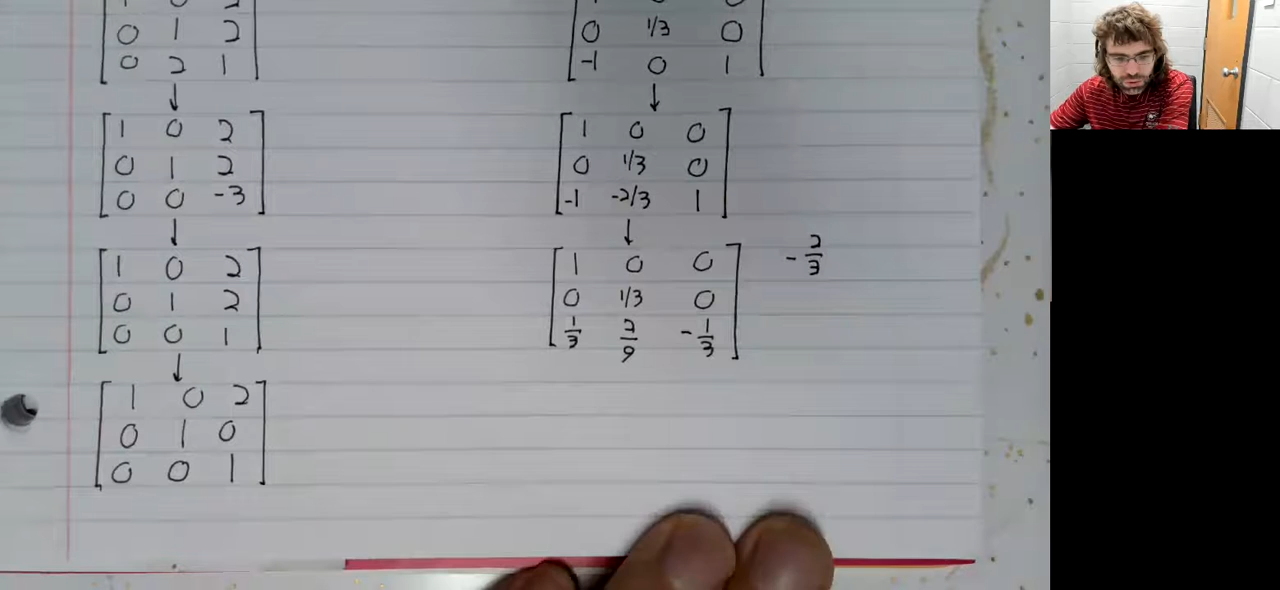 0 1 2
0 2 1
↓
1 0 2
0 1 2
0 0 -3
↓
1 0 2
0 1 2
0 0 1
↓
1 0 2
0 1 0
0 0 1
0 1/3 0
-1 0 1
↓
1 0 0
0 1/3 0
-1 -2/3 1
↓
1 0 0
0 1/3 0
1/3 2/9 -1/3
-2/3